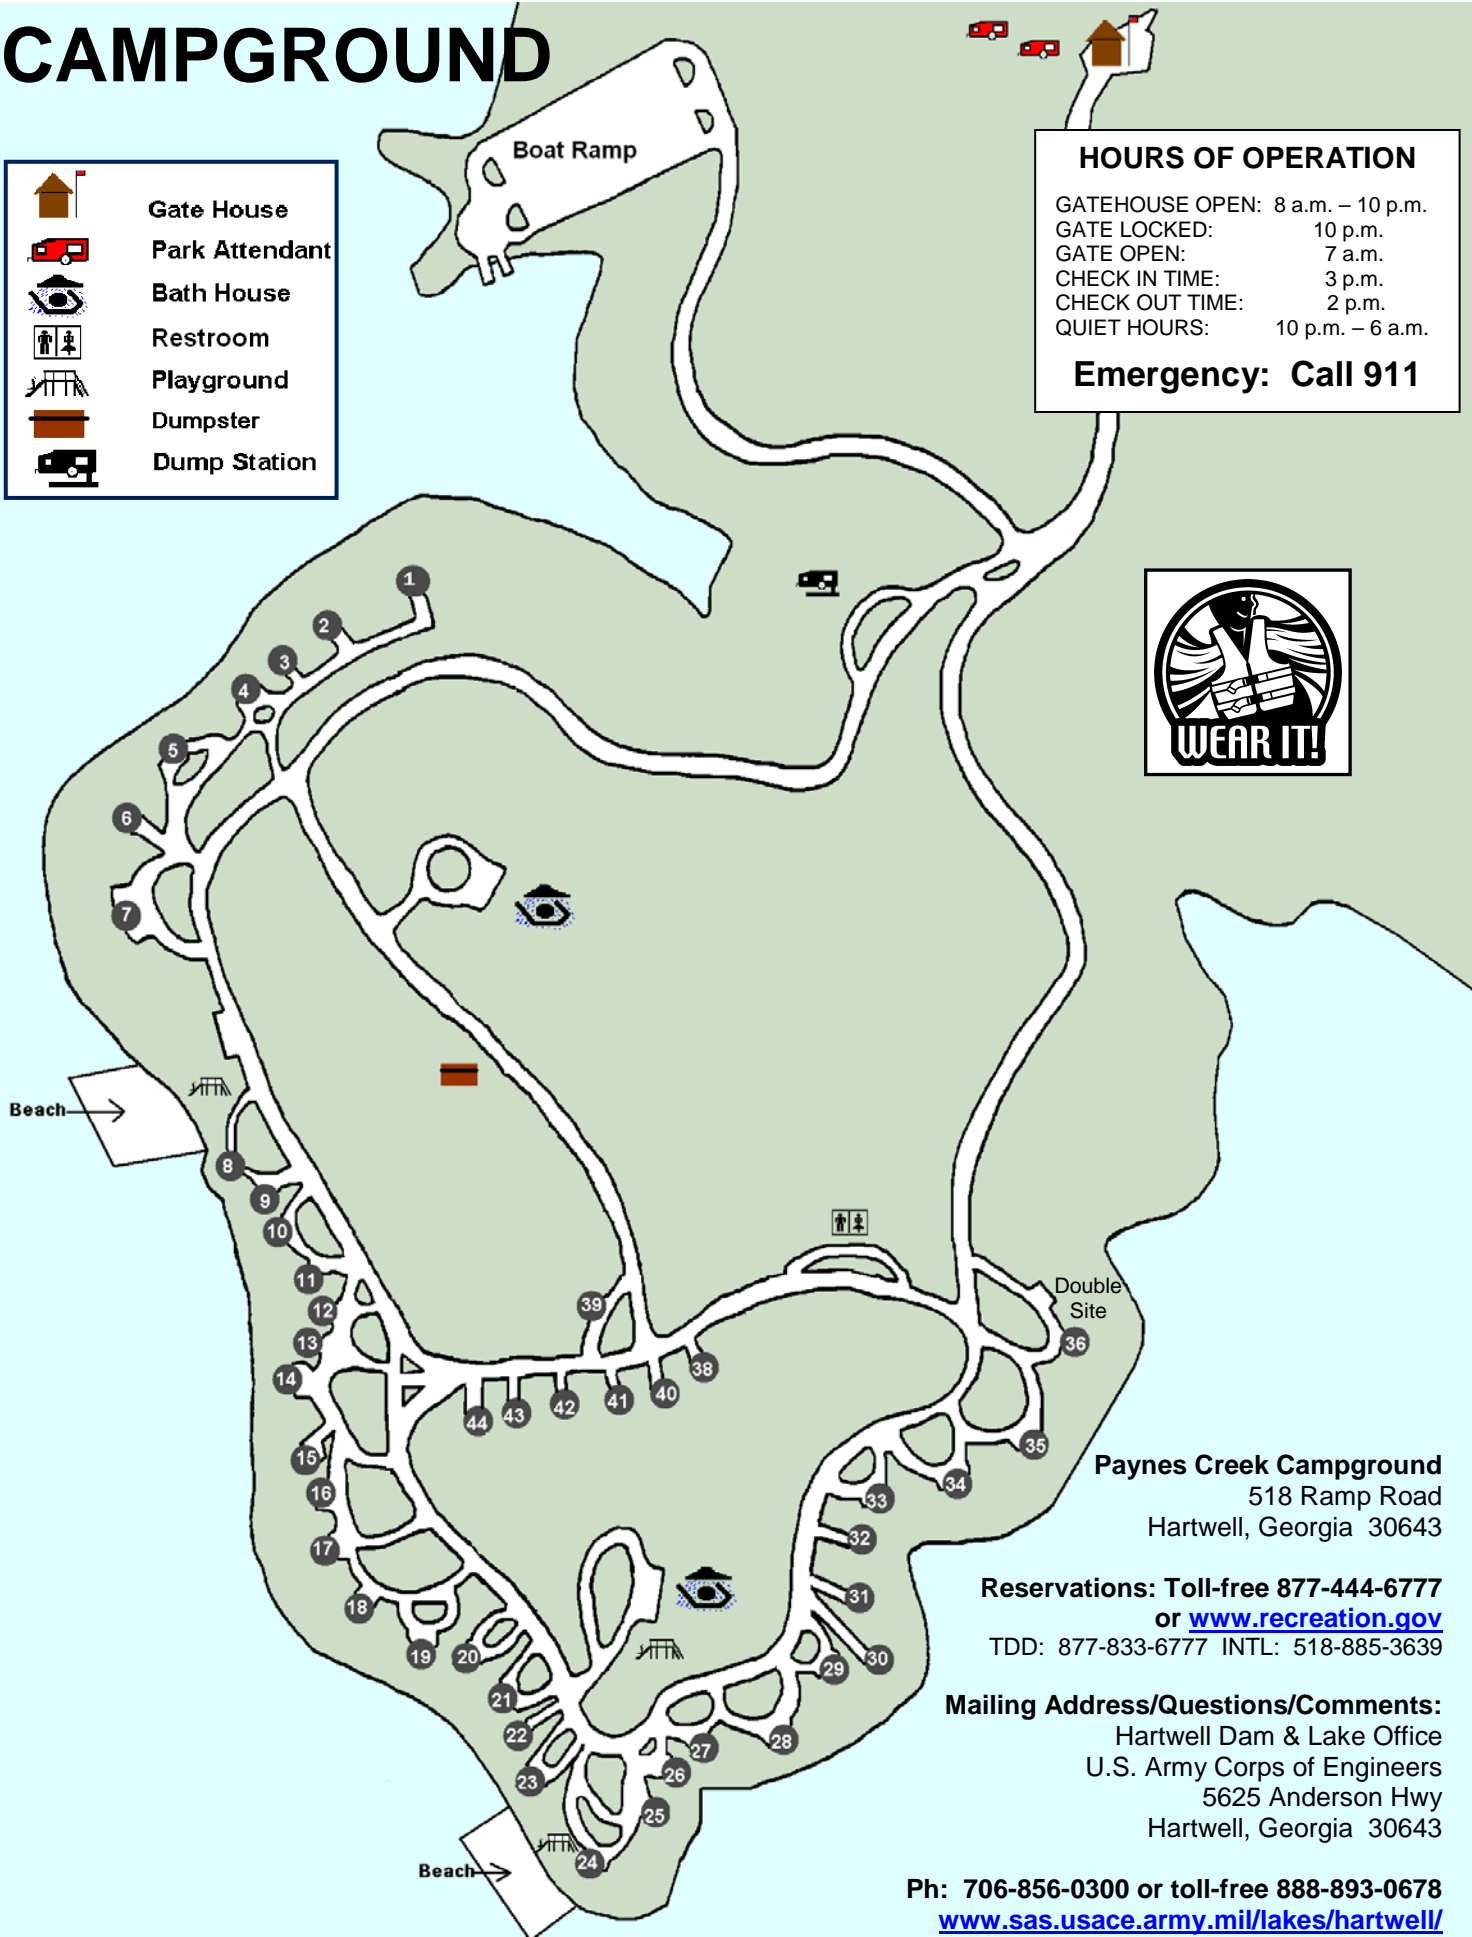 CAMPGROUND
Boat Ramp
Gate House
Park Attendant
Bath House
Restroom
Playground
Dumpster
Dump Station
HOURS OF OPERATION
GATEHOUSE OPEN: 8 a.m. – 10 p.m.
GATE LOCKED: 10 p.m.
GATE OPEN: 7 a.m.
CHECK IN TIME: 3 p.m.
CHECK OUT TIME: 2 p.m.
QUIET HOURS: 10 p.m. – 6 a.m.
Emergency: Call 911
WEAR IT!
1
2
3
4
5
6
7
Beach
8
9
10
11
12
13
14
15
16
17
18
19
20
21
22
23
24
25
26
27
28
29
30
31
32
33
34
35
36
Double
Site
38
39
40
41
42
43
44
Beach
Paynes Creek Campground
518 Ramp Road
Hartwell, Georgia 30643
Reservations: Toll-free 877-444-6777
or www.recreation.gov
TDD: 877-833-6777 INTL: 518-885-3639
Mailing Address/Questions/Comments:
Hartwell Dam & Lake Office
U.S. Army Corps of Engineers
5625 Anderson Hwy
Hartwell, Georgia 30643
Ph: 706-856-0300 or toll-free 888-893-0678
www.sas.usace.army.mil/lakes/hartwell/